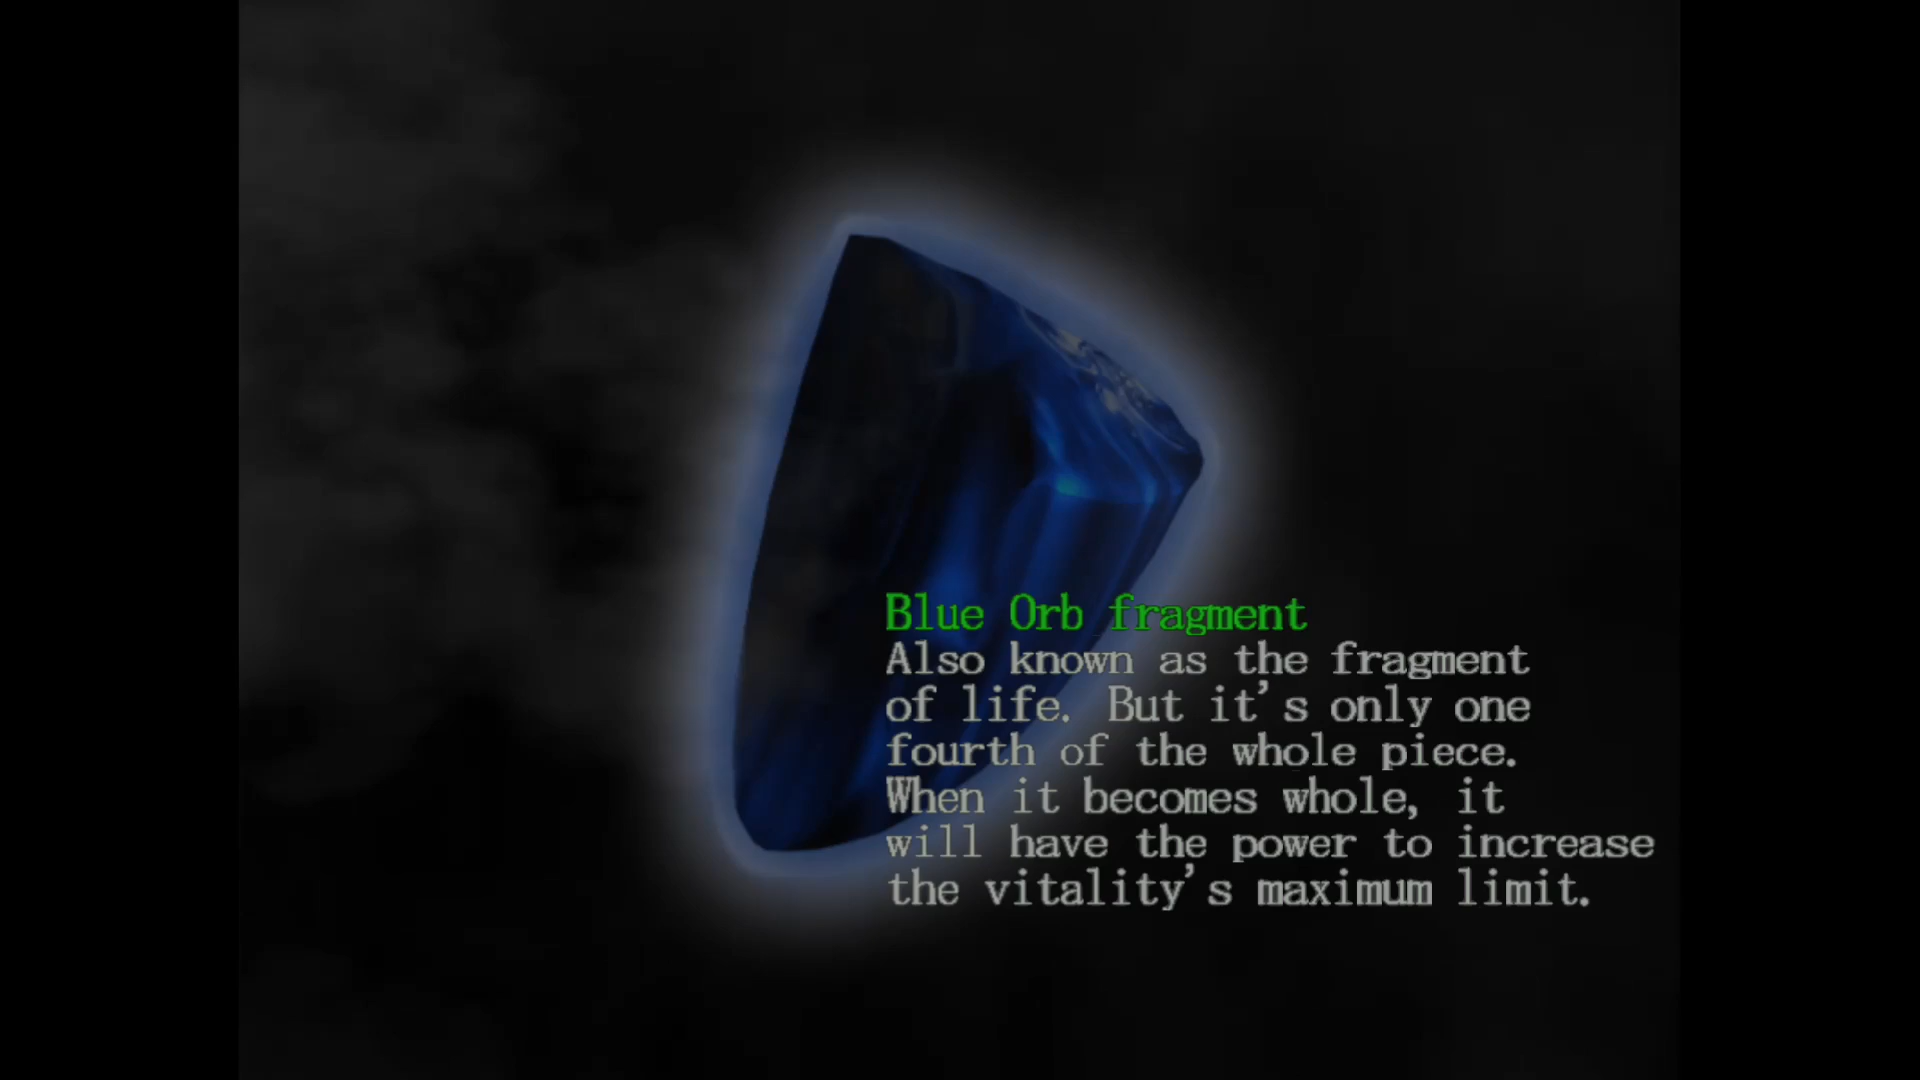 Blue Orb fragment
Also known as the fragment
of life. But it's only one
fourth of the whole piece.
When it becomes whole, it
will have the power to increase
the vitality's maximum limit.